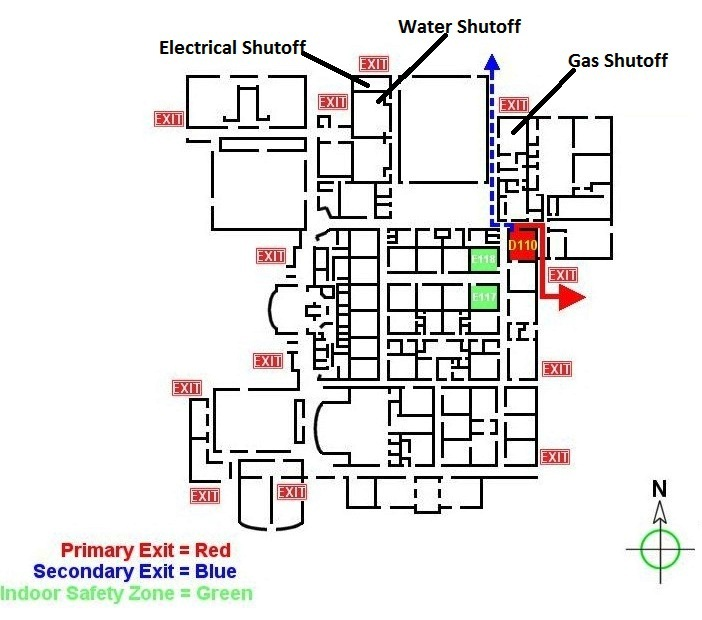 Water Shutoff
Electrical Shutoff
Gas Shutoff
EXIT
EXIT
EXIT
EXIT
D110
E118
EXIT
EXIT
E117
EXIT
EXIT
EXIT
EXIT
EXIT
EXIT
N
Primary Exit = Red
Secondary Exit = Blue
Indoor Safety Zone = Green